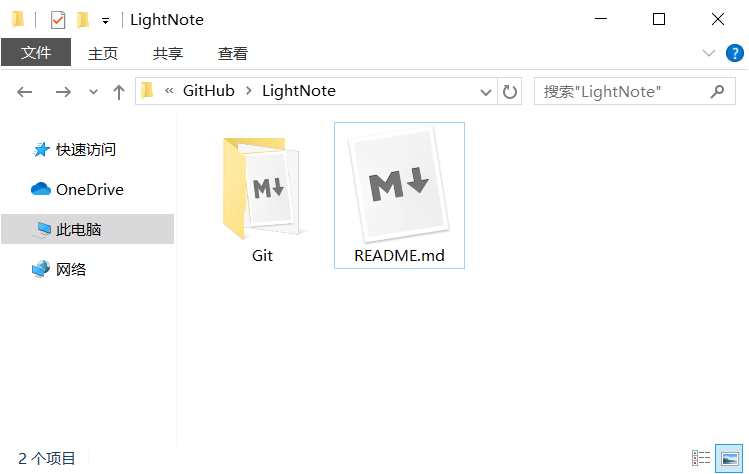 LightNote
文件 主页 共享 查看
« GitHub > LightNote 搜索"LightNote"
快速访问
OneDrive
此电脑
网络
M
M
Git
README.md
2 个项目